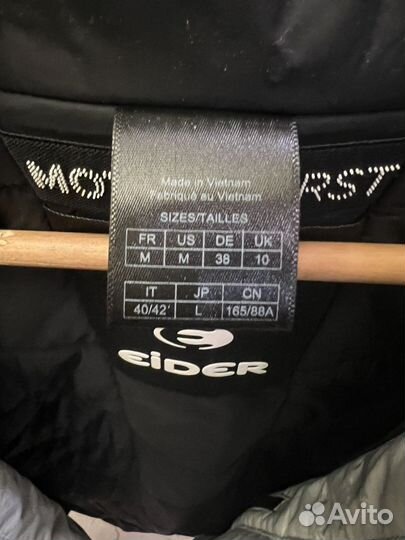 MO
RST
Made in Vietnam
Fabriqué au Vietnam
SIZES/TAILLES
FR US DE UK
M M 38 10
IT JP CN
40/42 L 165/88A
EiDER
Avito